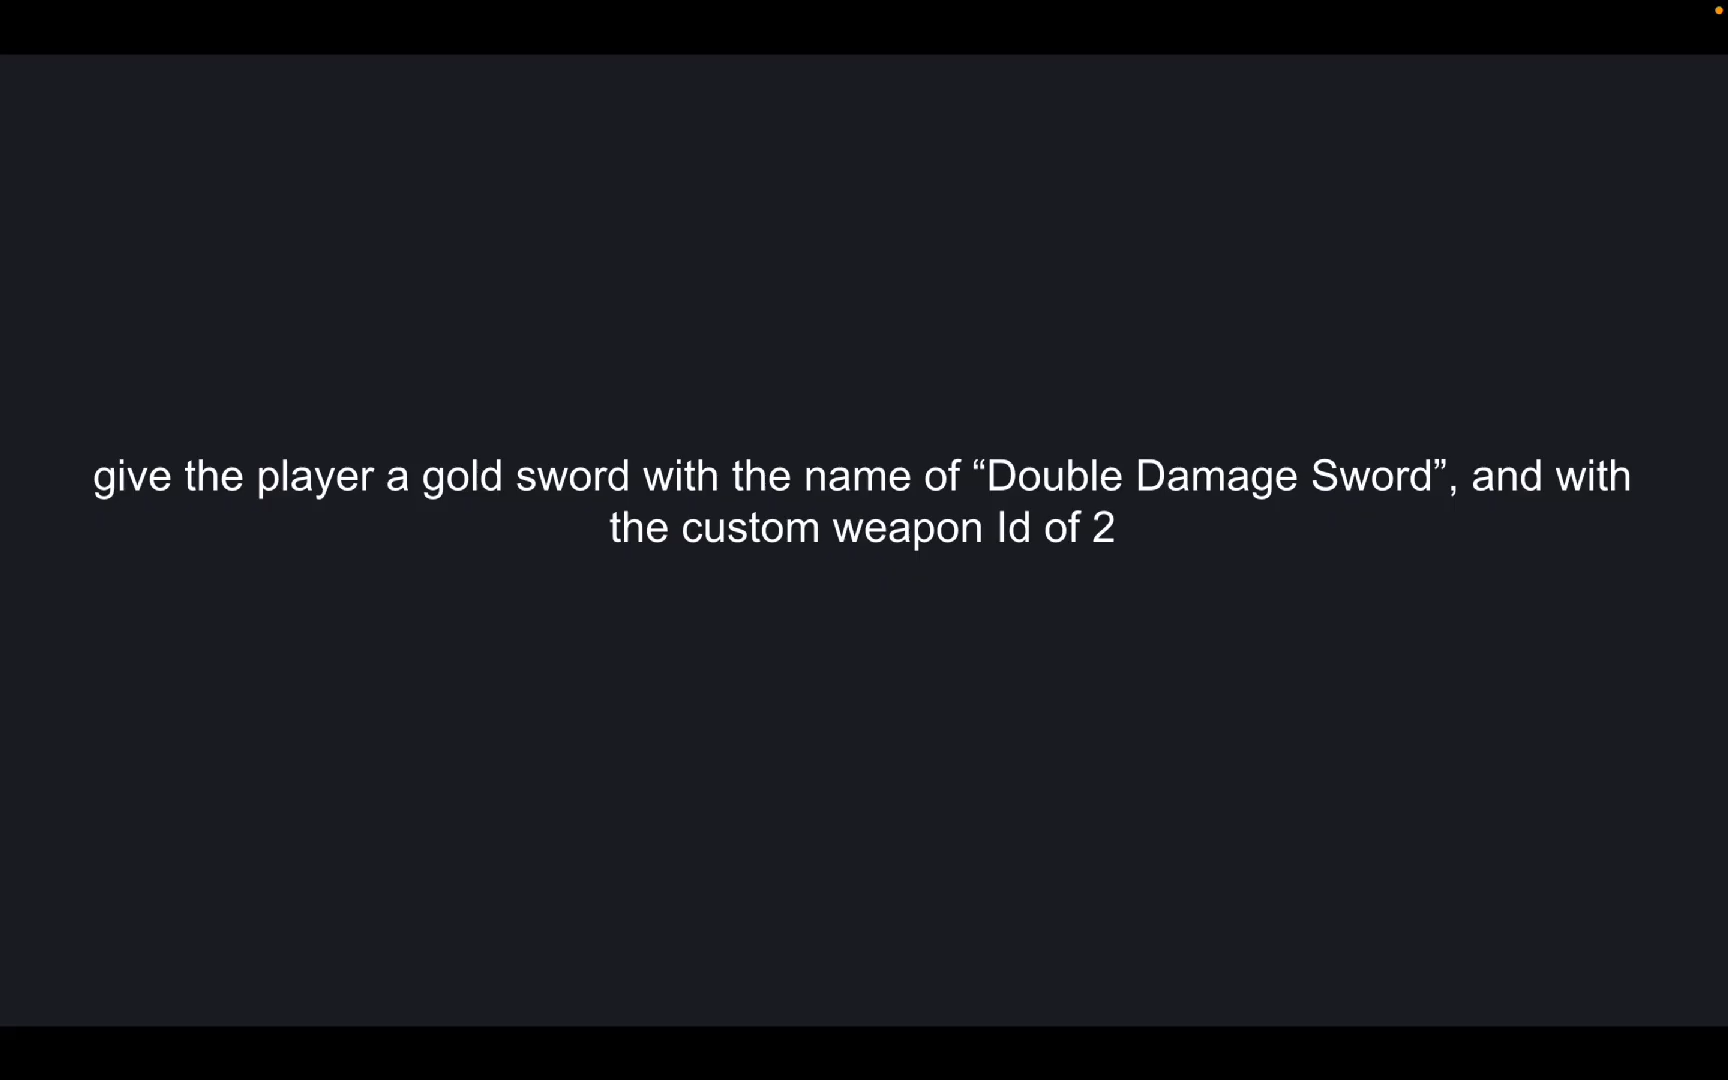 give the player a gold sword with the name of “Double Damage Sword”, and with
the custom weapon Id of 2